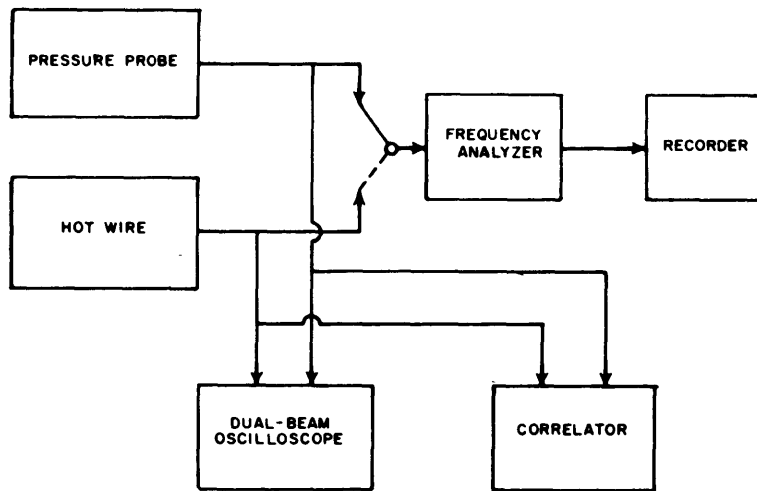 PRESSURE PROBE
FREQUENCY
ANALYZER
RECORDER
HOT WIRE
DUAL-BEAM
OSCILLOSCOPE
CORRELATOR